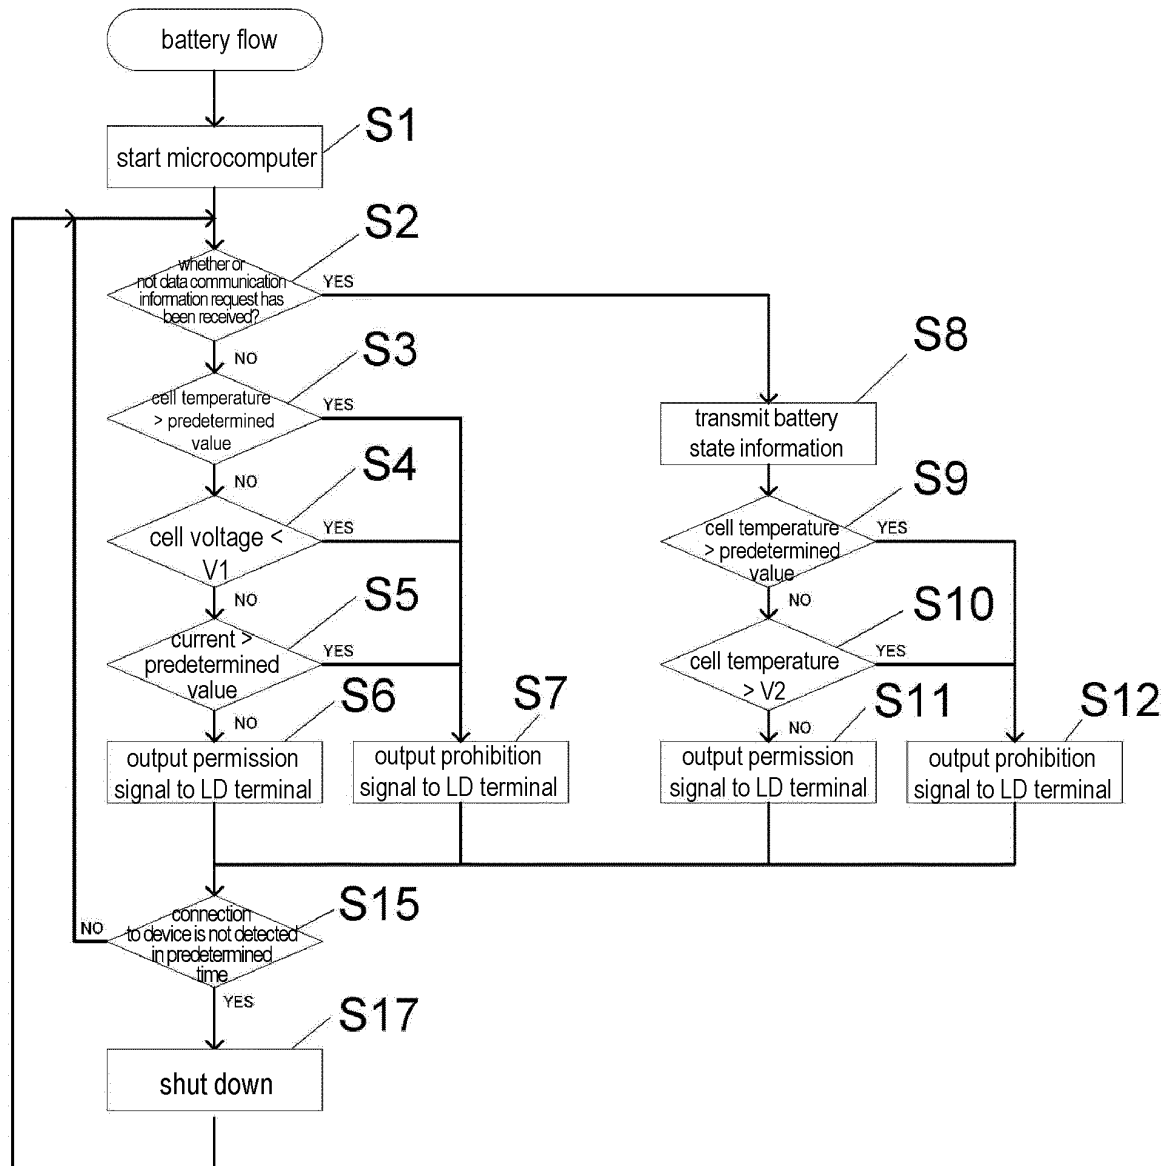 battery flow
S1
start microcomputer
S2
whether or
not data communication
information request has
been received?
YES
NO
S3
cell temperature
> predetermined
value
YES
NO
S4
cell voltage <
V1
YES
NO
S5
current >
predetermined
value
YES
NO
S6
output permission
signal to LD terminal
S7
output prohibition
signal to LD terminal
S8
transmit battery
state information
S9
cell temperature
> predetermined
value
YES
NO
S10
cell temperature
> V2
YES
NO
S11
output permission
signal to LD terminal
S12
output prohibition
signal to LD terminal
S15
connection
to device is not detected
in predetermined
time
NO
YES
S17
shut down